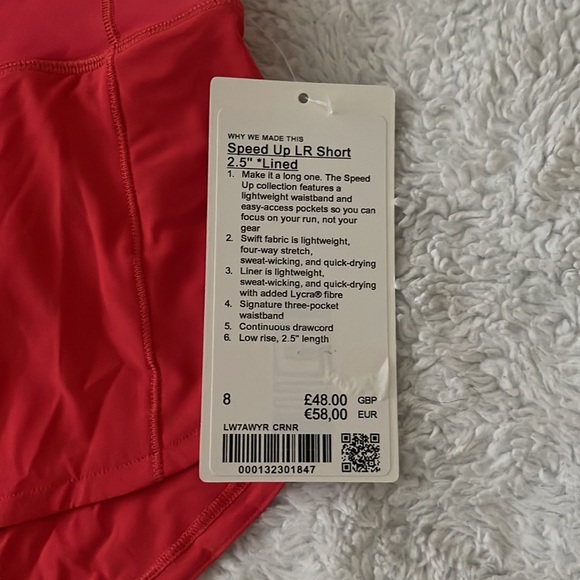 WHY WE MADE THIS
Speed Up LR Short
2.5" *Lined
1. Make it a long one. The Speed
Up collection features a
lightweight waistband and
easy-access pockets so you can
focus on your run, not your
gear
2. Swift fabric is lightweight,
four-way stretch,
sweat-wicking, and quick-drying
3. Liner is lightweight,
sweat-wicking, and quick-drying
with added Lycra® fibre
4. Signature three-pocket
waistband
5. Continuous drawcord
6. Low rise, 2.5" length
8 £48.00 GBP
€58,00 EUR
LW7AWYR CRNR
000132301847